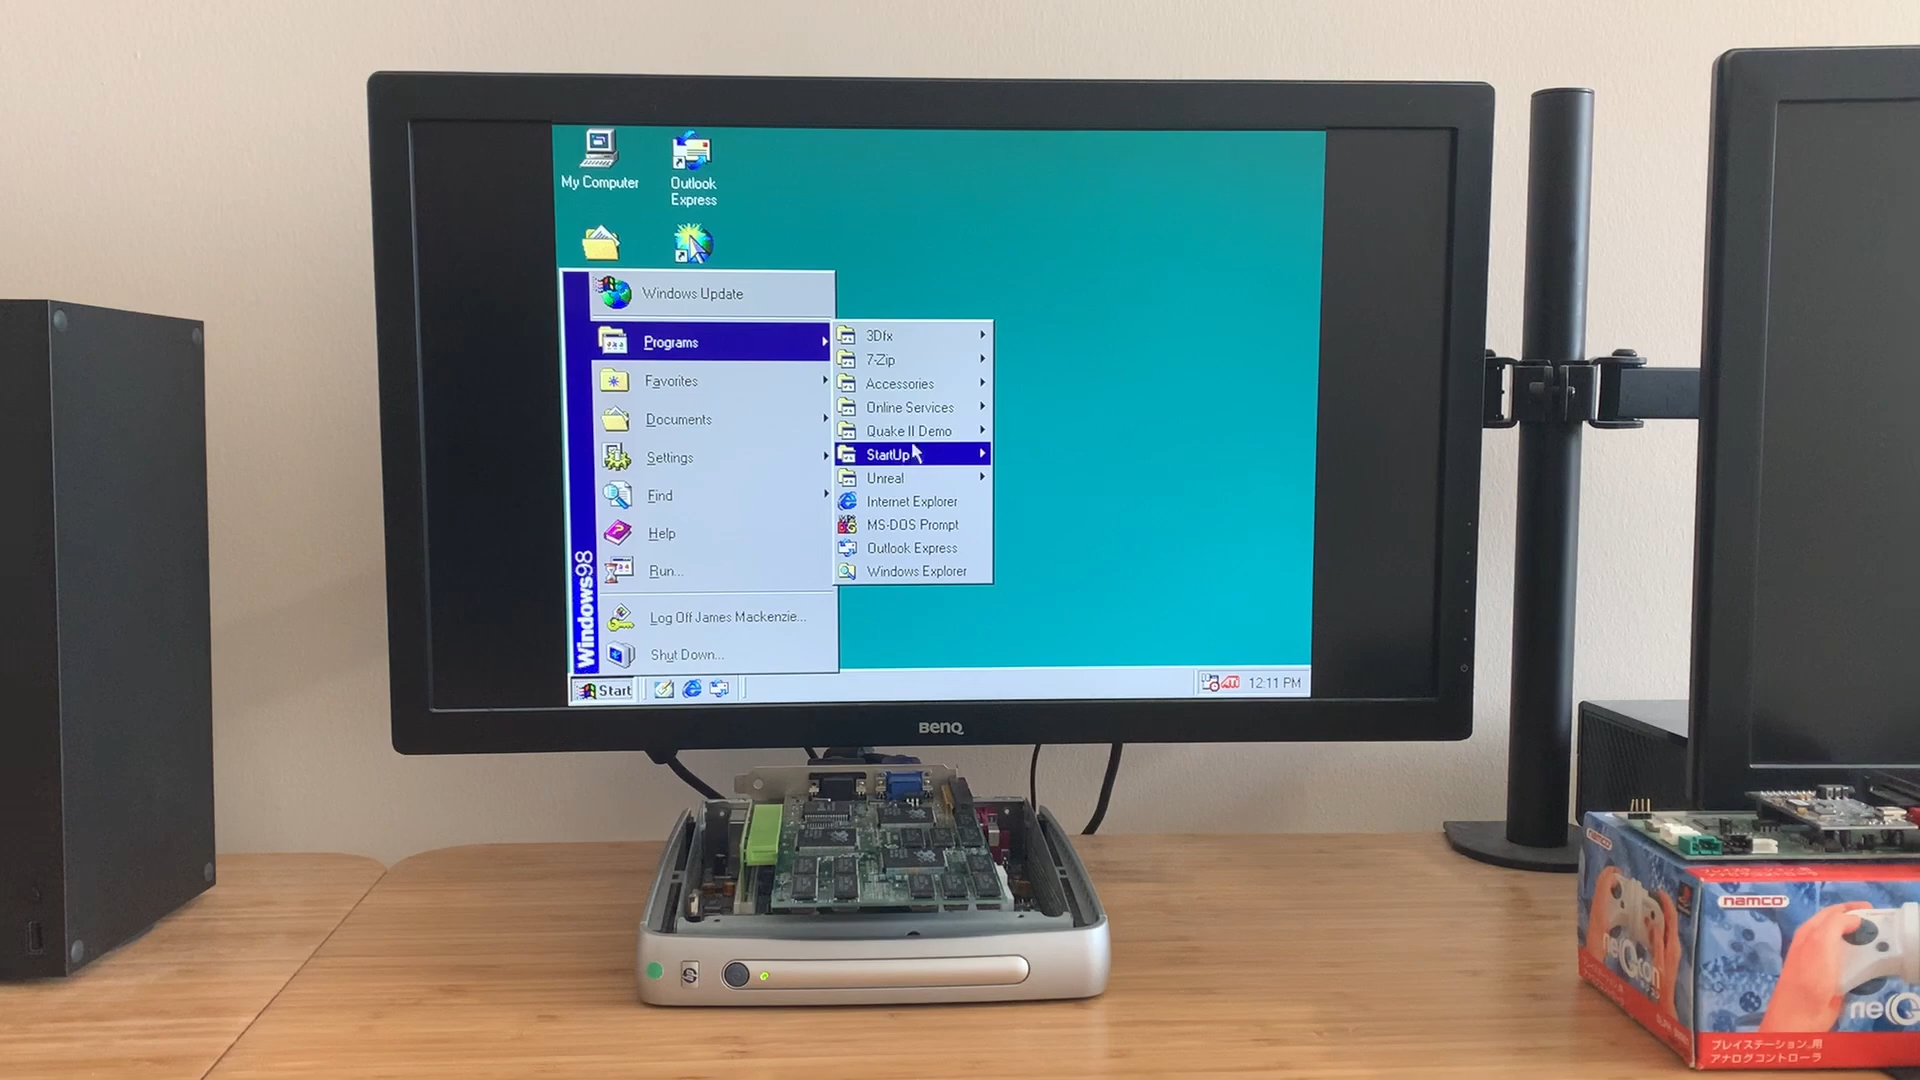 My Computer
Outlook
Express
Windows Update
Programs
Favorites
Documents
Settings
Find
Help
Run...
Log Off James Mackenzie...
Shut Down...
Windows98
3Dfx
7-Zip
Accessories
Online Services
Quake II Demo
StartUp
Unreal
Internet Explorer
MS-DOS Prompt
Outlook Express
Windows Explorer
Start
ATI
12:11 PM
BenQ
namco
namco
neGcon
neGc
プレイステーション用
アナログコントローラ